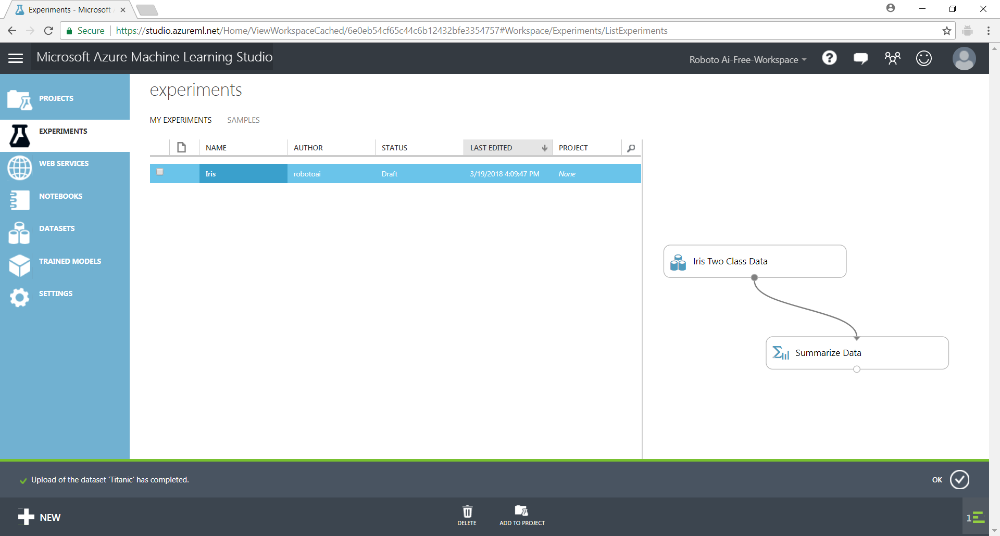 Experiments - Microsoft
Secure https://studio.azureml.net/Home/ViewWorkspaceCached/6e0eb54cf65c44c6b12432bfe3354757#Workspace/Experiments/ListExperiments
Microsoft Azure Machine Learning Studio
Roboto Ai-Free-Workspace
PROJECTS
EXPERIMENTS
WEB SERVICES
NOTEBOOKS
DATASETS
TRAINED MODELS
SETTINGS
experiments
MY EXPERIMENTS SAMPLES
NAME AUTHOR STATUS LAST EDITED PROJECT
Iris robotoai Draft 3/19/2018 4:09:47 PM None
Iris Two Class Data
Summarize Data
Upload of the dataset 'Titanic' has completed.
OK
NEW
DELETE
ADD TO PROJECT
1